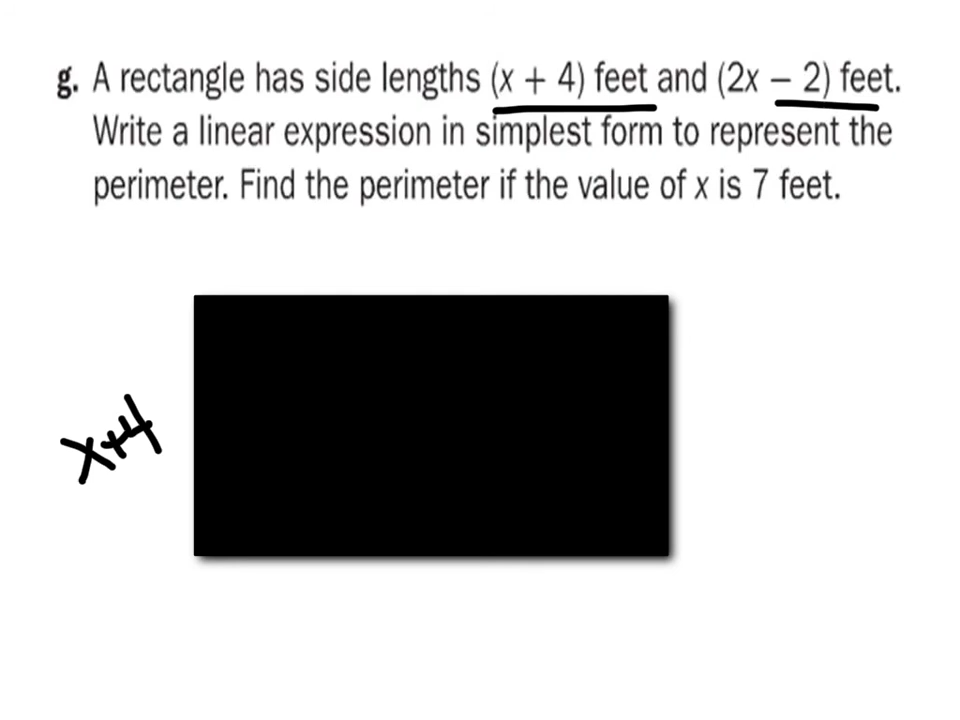 g. A rectangle has side lengths (x + 4) feet and (2x − 2) feet.
Write a linear expression in simplest form to represent the
perimeter. Find the perimeter if the value of x is 7 feet.
x+4